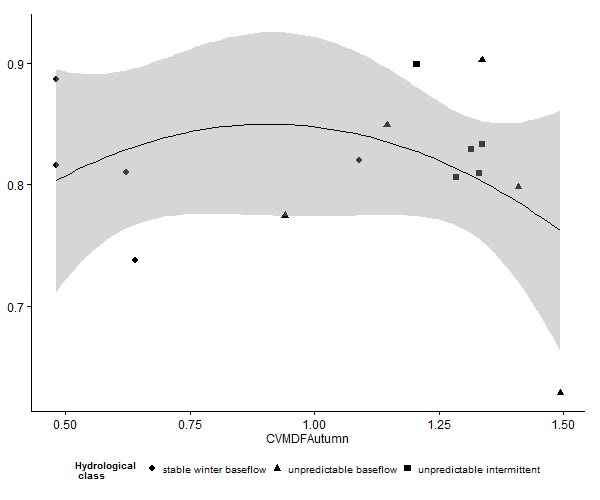 0.9
0.8
0.7
0.50 0.75 1.00 1.25 1.50
CVMDFAutumn
Hydrological
class
stable winter baseflow unpredictable baseflow unpredictable intermittent